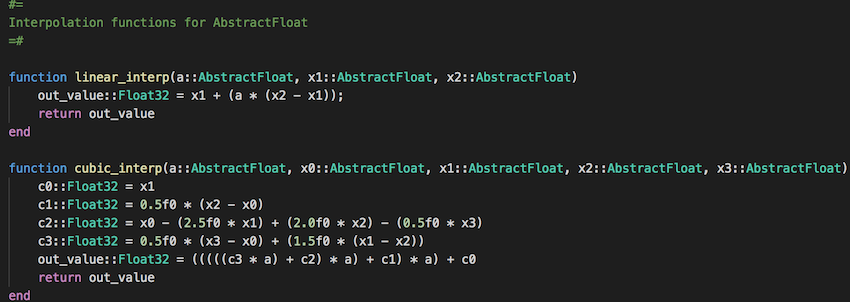 #=
Interpolation functions for AbstractFloat
=#
function linear_interp(a::AbstractFloat, x1::AbstractFloat, x2::AbstractFloat)
    out_value::Float32 = x1 + (a * (x2 - x1));
    return out_value
end
function cubic_interp(a::AbstractFloat, x0::AbstractFloat, x1::AbstractFloat, x2::AbstractFloat, x3::AbstractFloat)
    c0::Float32 = x1
    c1::Float32 = 0.5f0 * (x2 - x0)
    c2::Float32 = x0 - (2.5f0 * x1) + (2.0f0 * x2) - (0.5f0 * x3)
    c3::Float32 = 0.5f0 * (x3 - x0) + (1.5f0 * (x1 - x2))
    out_value::Float32 = (((((c3 * a) + c2) * a) + c1) * a) + c0
    return out_value
end